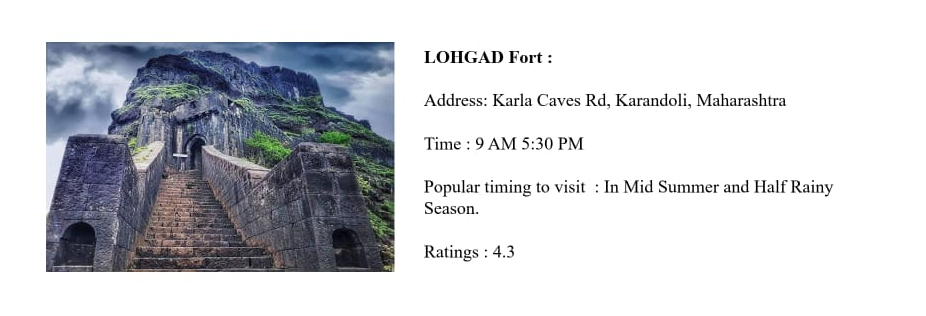 LOHGAD Fort :
Address: Karla Caves Rd, Karandoli, Maharashtra
Time : 9 AM 5:30 PM
Popular timing to visit  : In Mid Summer and Half Rainy
Season.
Ratings : 4.3